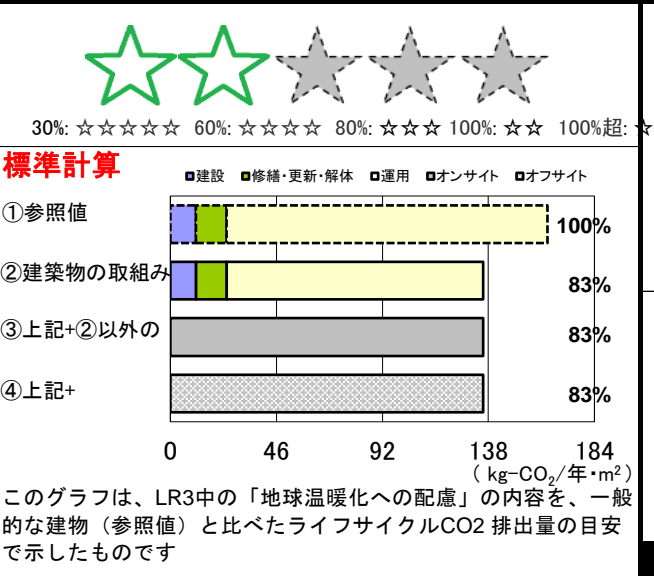 30%: ☆☆☆☆☆ 60%: ☆☆☆☆ 80%: ☆☆☆ 100%: ☆☆ 100%超: ☆
標準計算
■建設 ■修繕・更新・解体 □運用 ■オンサイト ■オフサイト
①参照値 100%
②建築物の取組み 83%
③上記+②以外の 83%
④上記+ 83%
0 46 92 138 184
( kg-CO2/年・m²)
このグラフは、LR3中の「地球温暖化への配慮」の内容を、一般
的な建物（参照値）と比べたライフサイクルCO2 排出量の目安
で示したものです